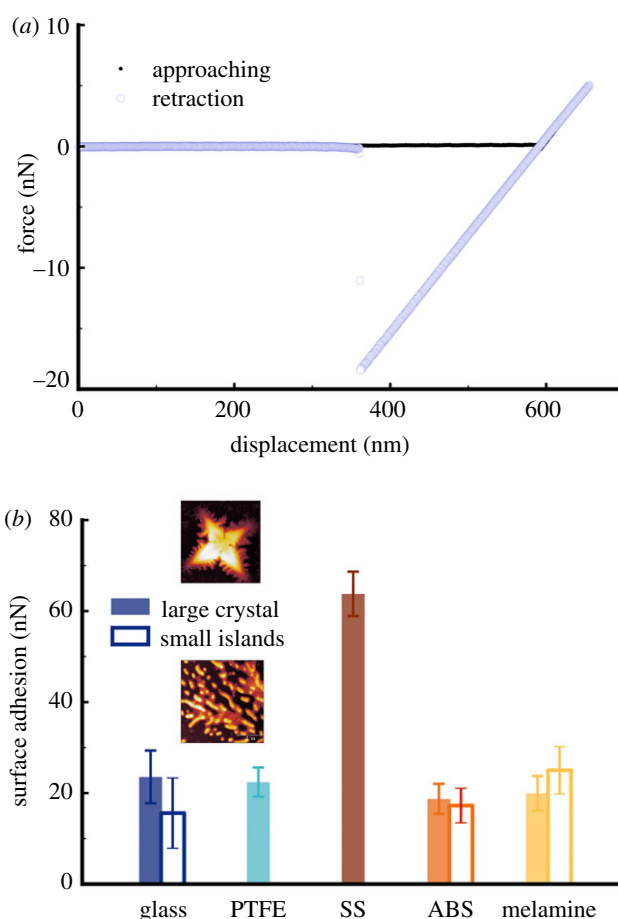 (a)
10
approaching
retraction
0
force (nN)
–10
–20
0
200
400
600
displacement (nm)
(b)
80
large crystal
small islands
60
surface adhesion (nN)
40
20
0
glass
PTFE
SS
ABS
melamine